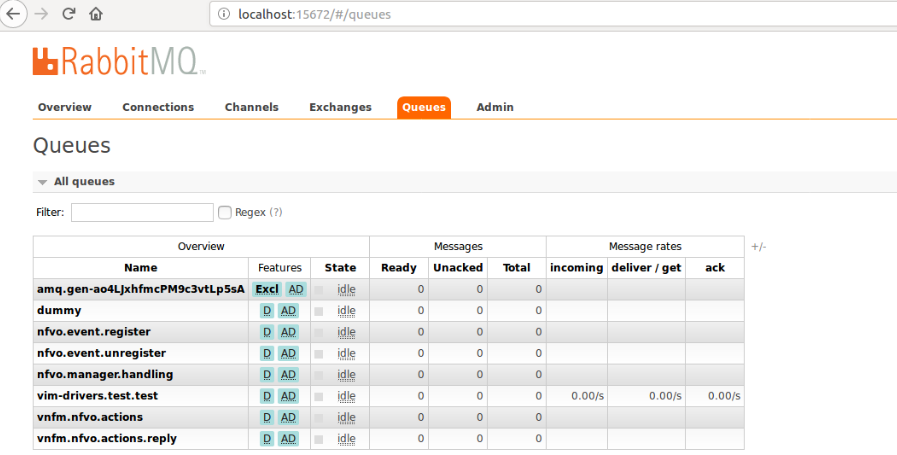 localhost:15672/#/queues
RabbitMQ TM
Overview Connections Channels Exchanges Queues Admin
Queues
All queues
Filter: Regex (?)
Overview Messages Message rates +/-
Name Features State Ready Unacked Total incoming deliver / get ack
amq.gen-ao4LJxhfmcPM9c3vtLp5sA Excl AD idle 0 0 0
dummy D AD idle 0 0 0
nfvo.event.register D AD idle 0 0 0
nfvo.event.unregister D AD idle 0 0 0
nfvo.manager.handling D AD idle 0 0 0
vim-drivers.test.test D AD idle 0 0 0 0.00/s 0.00/s 0.00/s
vnfm.nfvo.actions D AD idle 0 0 0
vnfm.nfvo.actions.reply D AD idle 0 0 0